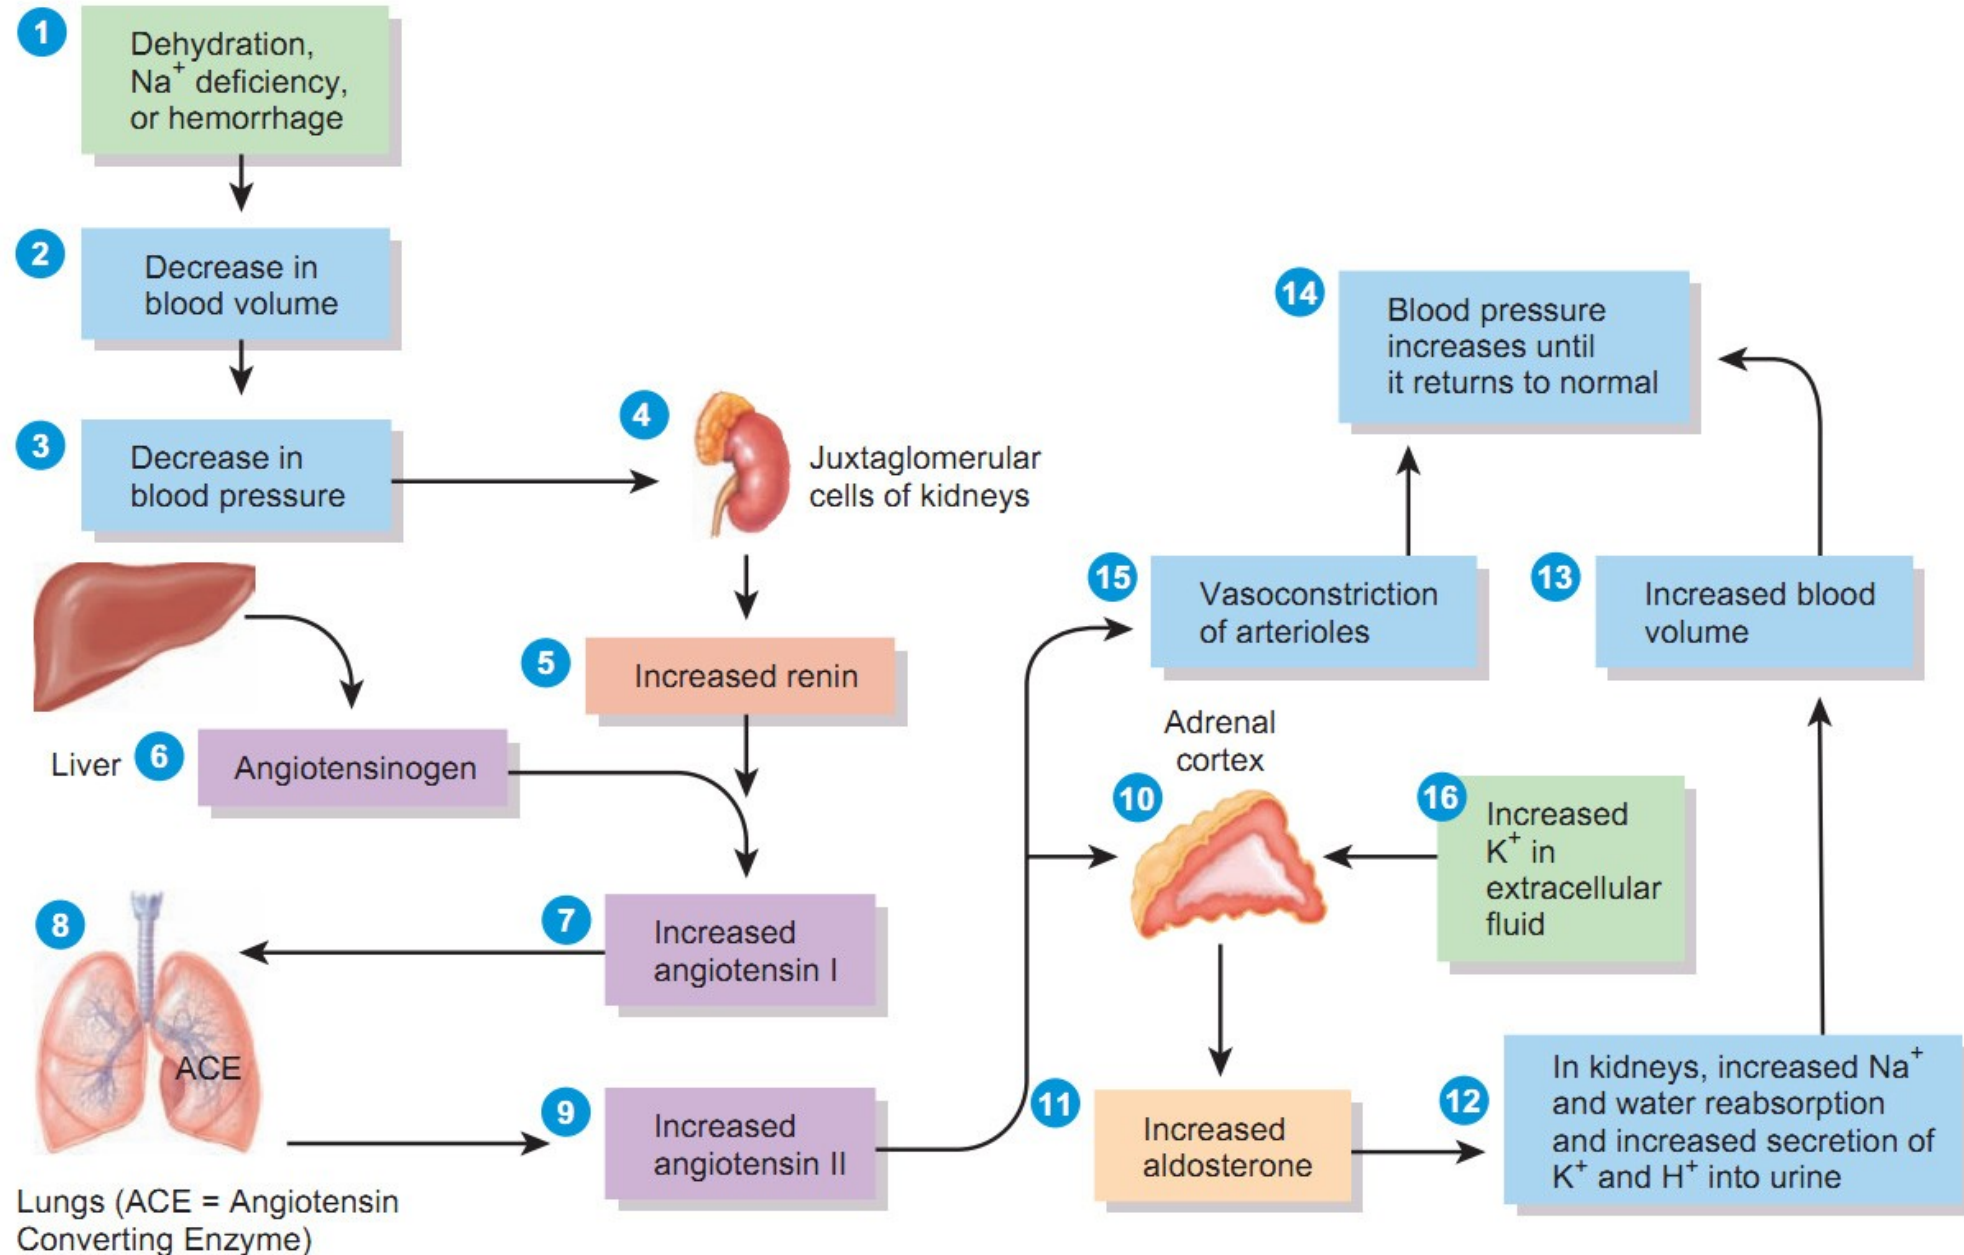 1
Dehydration,
Na+ deficiency,
or hemorrhage
2
Decrease in
blood volume
3
Decrease in
blood pressure
4
Juxtaglomerular
cells of kidneys
5
Increased renin
Liver
6
Angiotensinogen
7
Increased
angiotensin I
8
ACE
Lungs (ACE = Angiotensin
Converting Enzyme)
9
Increased
angiotensin II
10
Adrenal
cortex
11
Increased
aldosterone
12
In kidneys, increased Na+
and water reabsorption
and increased secretion of
K+ and H+ into urine
13
Increased blood
volume
14
Blood pressure
increases until
it returns to normal
15
Vasoconstriction
of arterioles
16
Increased
K+ in
extracellular
fluid